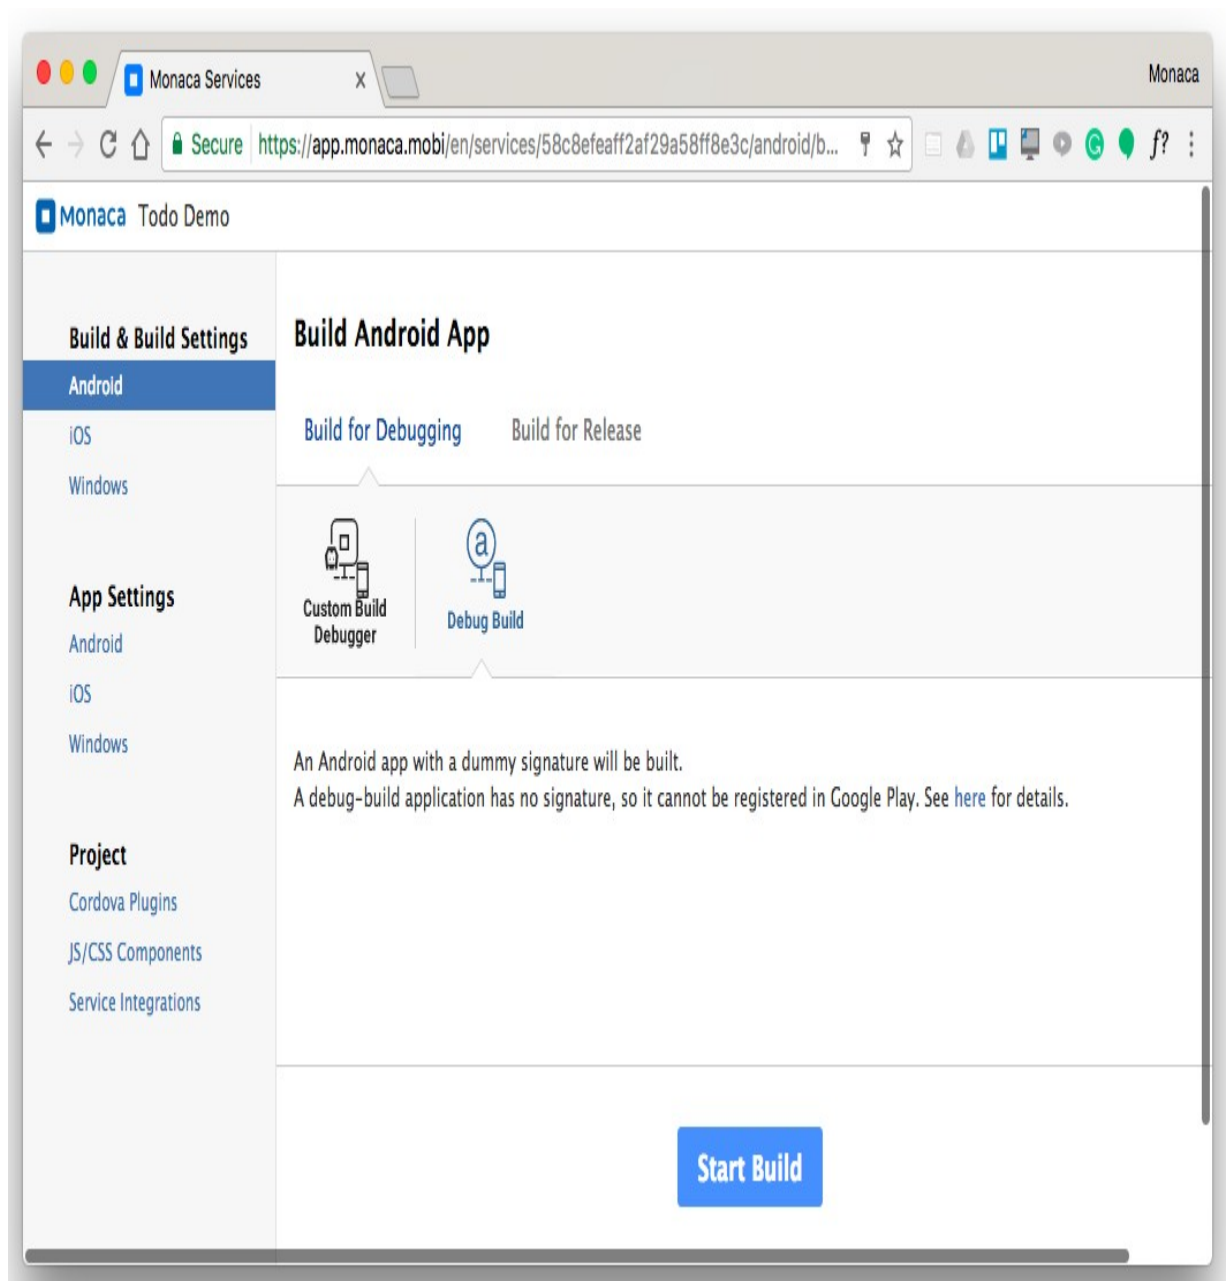 Monaca Services
Monaca
Secure https://app.monaca.mobi/en/services/58c8efeaff2af29a58ff8e3c/android/b...
f?
Monaca Todo Demo
Build & Build Settings
Android
iOS
Windows
App Settings
Android
iOS
Windows
Project
Cordova Plugins
JS/CSS Components
Service Integrations
Build Android App
Build for Debugging Build for Release
Custom Build
Debugger
a
Debug Build
An Android app with a dummy signature will be built.
A debug-build application has no signature, so it cannot be registered in Google Play. See here for details.
Start Build